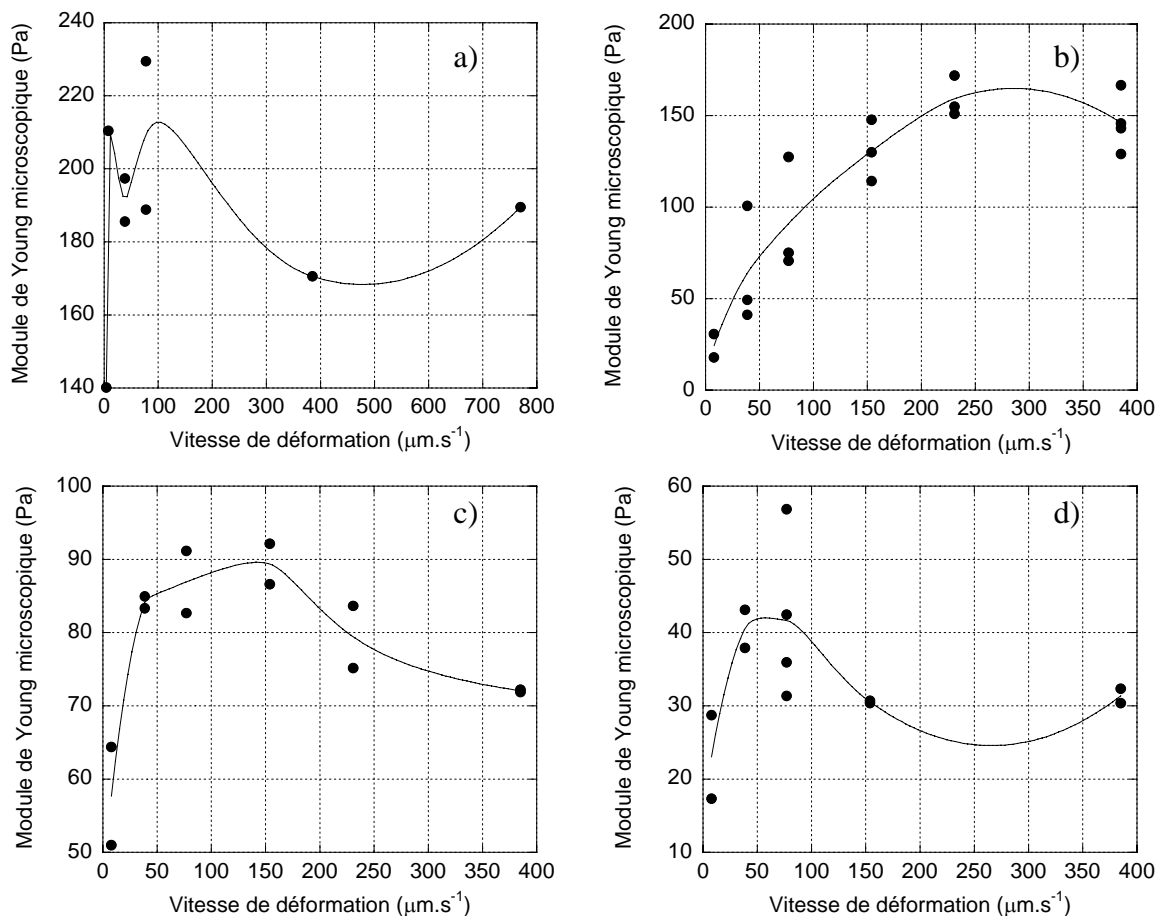 a)
Module de Young microscopique (Pa)
240
220
200
180
160
140
0 100 200 300 400 500 600 700 800
Vitesse de déformation (μm.s⁻¹)
b)
Module de Young microscopique (Pa)
200
150
100
50
0
0 50 100 150 200 250 300 350 400
Vitesse de déformation (μm.s⁻¹)
c)
Module de Young microscopique (Pa)
100
90
80
70
60
50
0 50 100 150 200 250 300 350 400
Vitesse de déformation (μm.s⁻¹)
d)
Module de Young microscopique (Pa)
60
50
40
30
20
10
0 50 100 150 200 250 300 350 400
Vitesse de déformation (μm.s⁻¹)